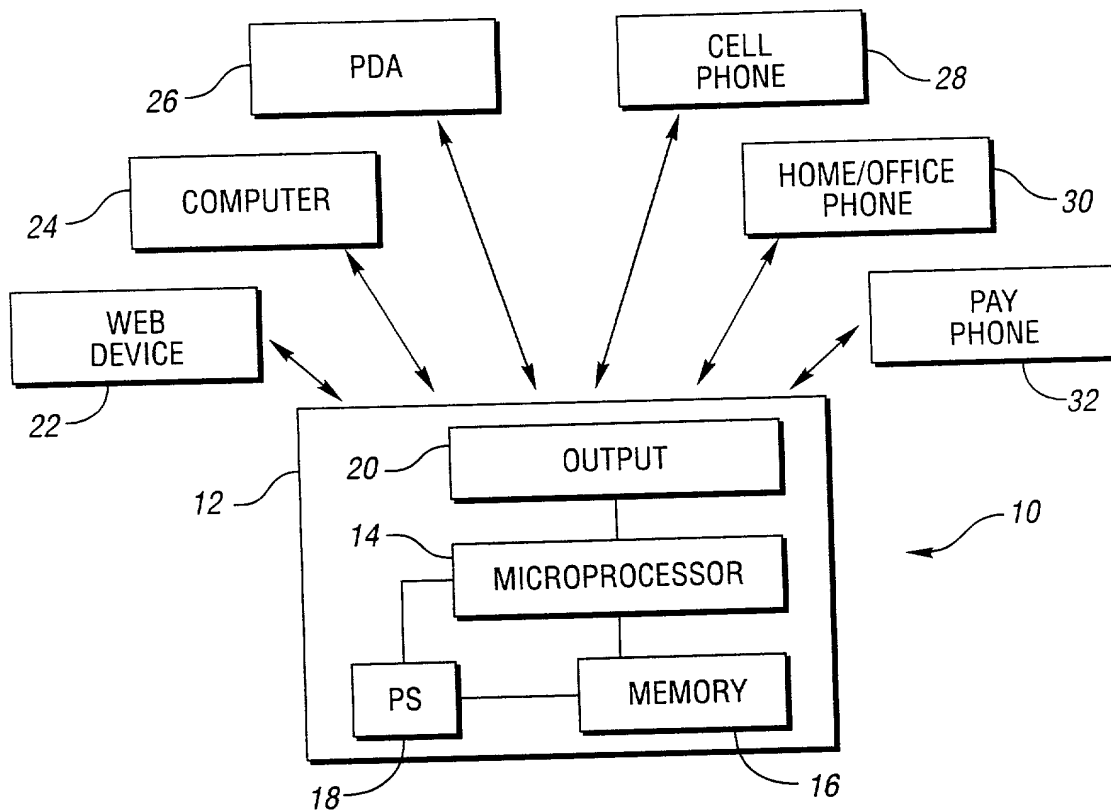 PDA
26
CELL
PHONE
28
COMPUTER
24
HOME/OFFICE
PHONE
30
WEB
DEVICE
22
PAY
PHONE
32
12
20
OUTPUT
10
14
MICROPROCESSOR
PS
MEMORY
18
16